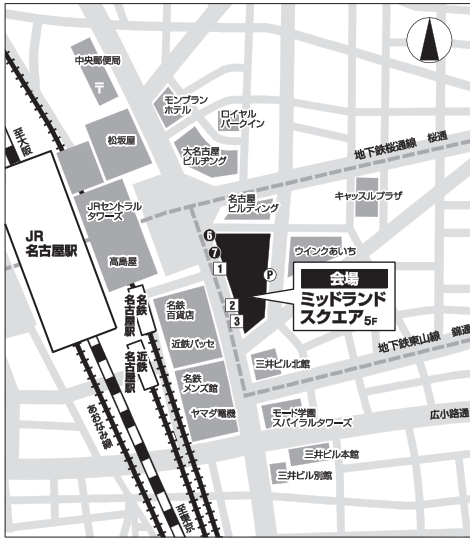 中央郵便局
〒
モンブラン
ホテル
ロイヤル
パークイン
松坂屋
大名古屋
ビルヂング
至大阪
地下鉄桜通線 桜通
JRセントラル
タワーズ
名古屋
ビルディング
キャッスルプラザ
JR
名古屋駅
高島屋
6
7
1
P
ウインクあいち
会場
ミッドランド
スクエア5F
名鉄
名古屋駅
名鉄
百貨店
2
3
近鉄
名古屋駅
近鉄パッセ
地下鉄東山線 錦通
三井ビル北館
名鉄
メンズ館
ヤマダ電機
モード学園
スパイラルタワーズ
広小路通
あおなみ線
三井ビル本館
三井ビル別館
至東京